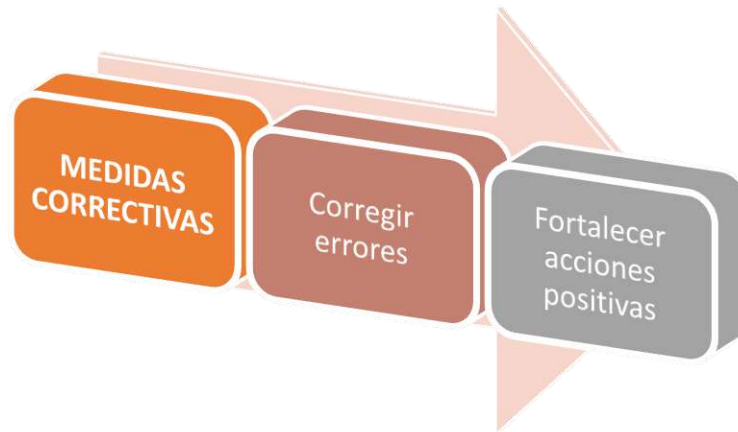 MEDIDAS
CORRECTIVAS
Corregir
errores
Fortalecer
acciones
positivas